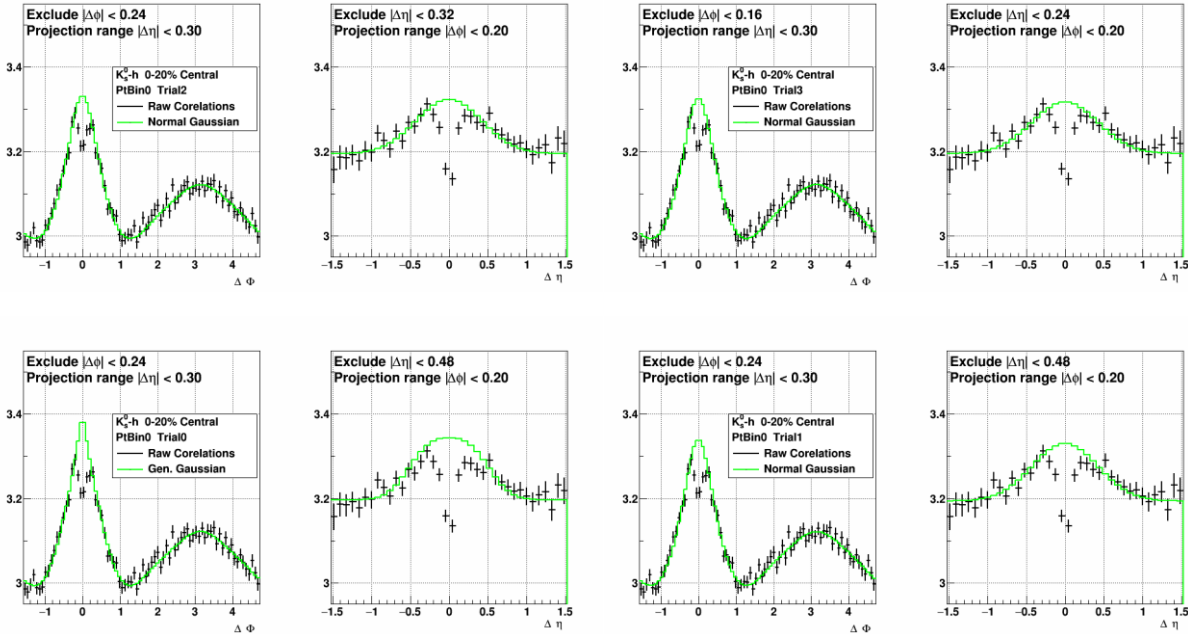 Exclude |Δϕ| < 0.24
Projection range |Δη| < 0.30
K⁰ₛ-h 0-20% Central
PtBin0 Trial2
Raw Corelations
Normal Gaussian
3.4
3.2
3
−1 0 1 2 3 4
Δ Φ
Exclude |Δη| < 0.32
Projection range |Δϕ| < 0.20
3.4
3.2
3
−1.5 −1 −0.5 0 0.5 1 1.5
Δ η
Exclude |Δϕ| < 0.16
Projection range |Δη| < 0.30
K⁰ₛ-h 0-20% Central
PtBin0 Trial3
Raw Corelations
Normal Gaussian
3.4
3.2
3
−1 0 1 2 3 4
Δ Φ
Exclude |Δη| < 0.24
Projection range |Δϕ| < 0.20
3.4
3.2
3
−1.5 −1 −0.5 0 0.5 1 1.5
Δ η
Exclude |Δϕ| < 0.24
Projection range |Δη| < 0.30
K⁰ₛ-h 0-20% Central
PtBin0 Trial0
Raw Corelations
Gen. Gaussian
3.4
3.2
3
−1 0 1 2 3 4
Δ Φ
Exclude |Δη| < 0.48
Projection range |Δϕ| < 0.20
3.4
3.2
3
−1.5 −1 −0.5 0 0.5 1 1.5
Δ η
Exclude |Δϕ| < 0.24
Projection range |Δη| < 0.30
K⁰ₛ-h 0-20% Central
PtBin0 Trial1
Raw Corelations
Normal Gaussian
3.4
3.2
3
−1 0 1 2 3 4
Δ Φ
Exclude |Δη| < 0.48
Projection range |Δϕ| < 0.20
3.4
3.2
3
−1.5 −1 −0.5 0 0.5 1 1.5
Δ η